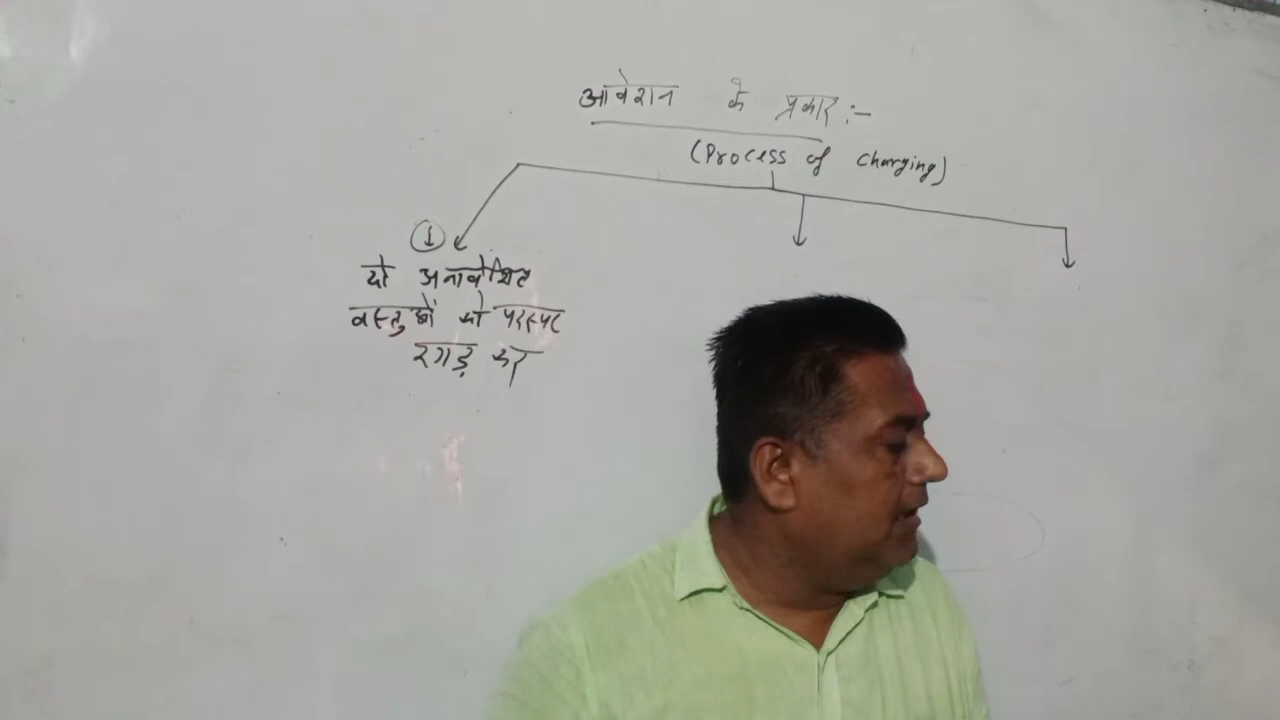 आवेशन के प्रकार :-
(Process of Charging)
1
दो अनावेशित
वस्तुओं को परस्पर
रगड़ कर